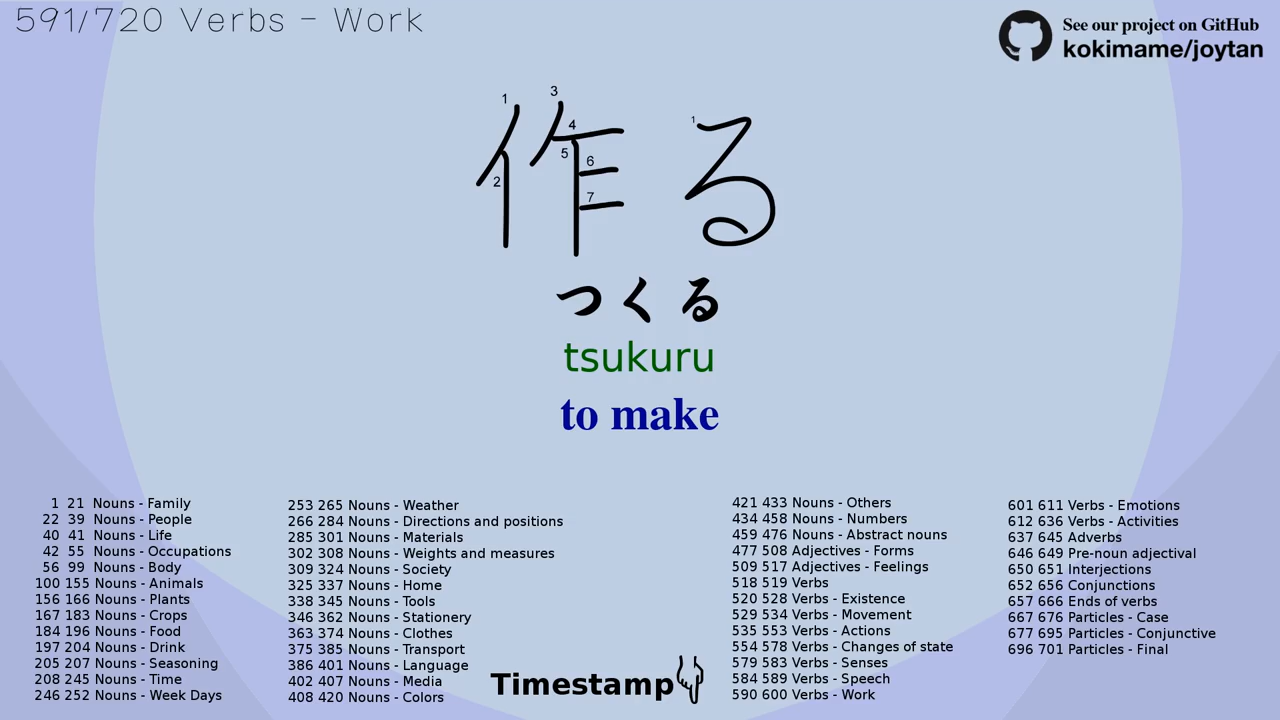 591/720 Verbs - Work
See our project on GitHub
kokimame/joytan
作る
1 2 3 4 5 6 7 1
つくる
tsukuru
to make
1 21 Nouns - Family
22 39 Nouns - People
40 41 Nouns - Life
42 55 Nouns - Occupations
56 99 Nouns - Body
100 155 Nouns - Animals
156 166 Nouns - Plants
167 183 Nouns - Crops
184 196 Nouns - Food
197 204 Nouns - Drink
205 207 Nouns - Seasoning
208 245 Nouns - Time
246 252 Nouns - Week Days
253 265 Nouns - Weather
266 284 Nouns - Directions and positions
285 301 Nouns - Materials
302 308 Nouns - Weights and measures
309 324 Nouns - Society
325 337 Nouns - Home
338 345 Nouns - Tools
346 362 Nouns - Stationery
363 374 Nouns - Clothes
375 385 Nouns - Transport
386 401 Nouns - Language
402 407 Nouns - Media
408 420 Nouns - Colors
Timestamp
421 433 Nouns - Others
434 458 Nouns - Numbers
459 476 Nouns - Abstract nouns
477 508 Adjectives - Forms
509 517 Adjectives - Feelings
518 519 Verbs
520 528 Verbs - Existence
529 534 Verbs - Movement
535 553 Verbs - Actions
554 578 Verbs - Changes of state
579 583 Verbs - Senses
584 589 Verbs - Speech
590 600 Verbs - Work
601 611 Verbs - Emotions
612 636 Verbs - Activities
637 645 Adverbs
646 649 Pre-noun adjectival
650 651 Interjections
652 656 Conjunctions
657 666 Ends of verbs
667 676 Particles - Case
677 695 Particles - Conjunctive
696 701 Particles - Final